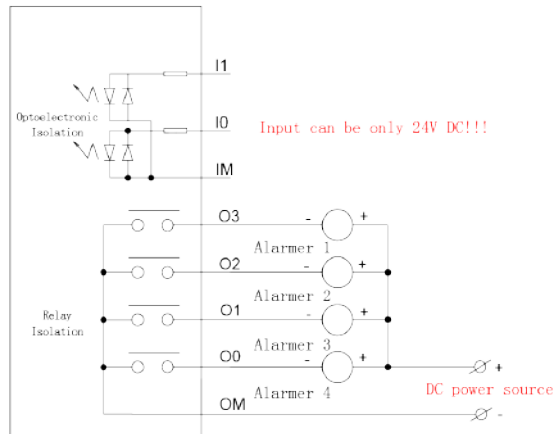 I1
Optoelectronic
Isolation
I0
Input can be only 24V DC!!!
IM
O3
- +
Alarmer 1
O2
- +
Alarmer 2
O1
- +
Relay
Isolation
Alarmer 3
O0
- +
+
Alarmer 4
DC power source
OM
-